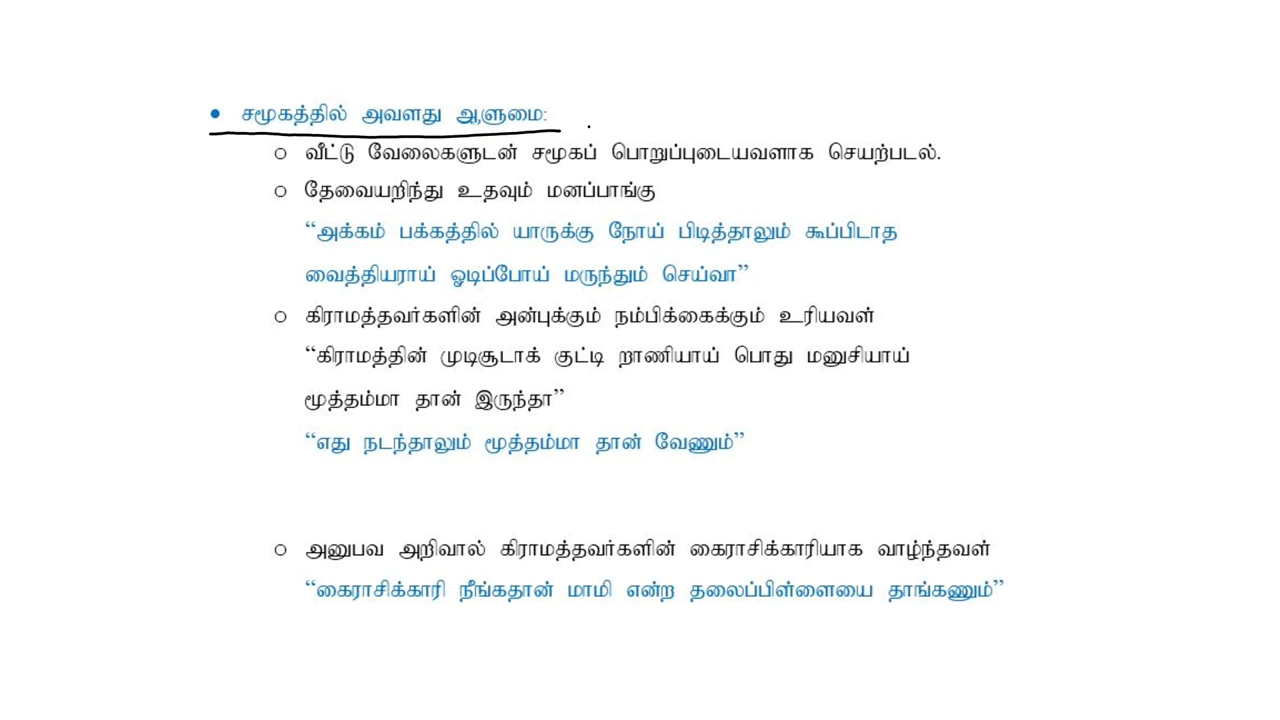 • சமூகத்தில் அவளது ஆளுமை:
o வீட்டு வேலைகளுடன் சமூகப் பொறுப்புடையவளாக செயற்படல்.
o தேவையறிந்து உதவும் மனப்பாங்கு
“அக்கம் பக்கத்தில் யாருக்கு நோய் பிடித்தாலும் கூப்பிடாத
வைத்தியராய் ஓடிப்போய் மருந்தும் செய்வா”
o கிராமத்தவர்களின் அன்புக்கும் நம்பிக்கைக்கும் உரியவள்
“கிராமத்தின் முடிசூடாக் குட்டி றாணியாய் பொது மனுசியாய்
மூத்தம்மா தான் இருந்தா”
“எது நடந்தாலும் மூத்தம்மா தான் வேணும்”
o அனுபவ அறிவால் கிராமத்தவர்களின் கைராசிக்காரியாக வாழ்ந்தவள்
“கைராசிக்காரி நீங்கதான் மாமி என்ற தலைப்பிள்ளையை தாங்கணும்”